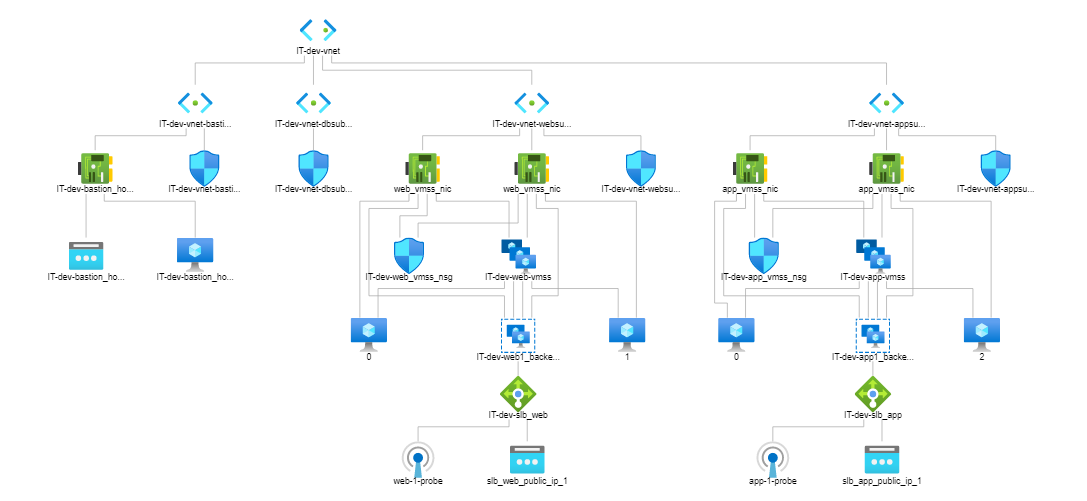 IT-dev-vnet
IT-dev-vnet-basti...
IT-dev-vnet-dbsub...
IT-dev-vnet-websu...
IT-dev-vnet-appsu...
IT-dev-bastion_ho...
IT-dev-vnet-basti...
IT-dev-vnet-dbsub...
web_vmss_nic
web_vmss_nic
IT-dev-vnet-websu...
app_vmss_nic
app_vmss_nic
IT-dev-vnet-appsu...
IT-dev-bastion_ho...
IT-dev-bastion_ho...
IT-dev-web_vmss_nsg
IT-dev-web-vmss
IT-dev-app_vmss_nsg
IT-dev-app-vmss
0
IT-dev-web1_backe...
1
0
IT-dev-app1_backe...
2
IT-dev-slb_web
IT-dev-slb_app
web-1-probe
slb_web_public_ip_1
app-1-probe
slb_app_public_ip_1